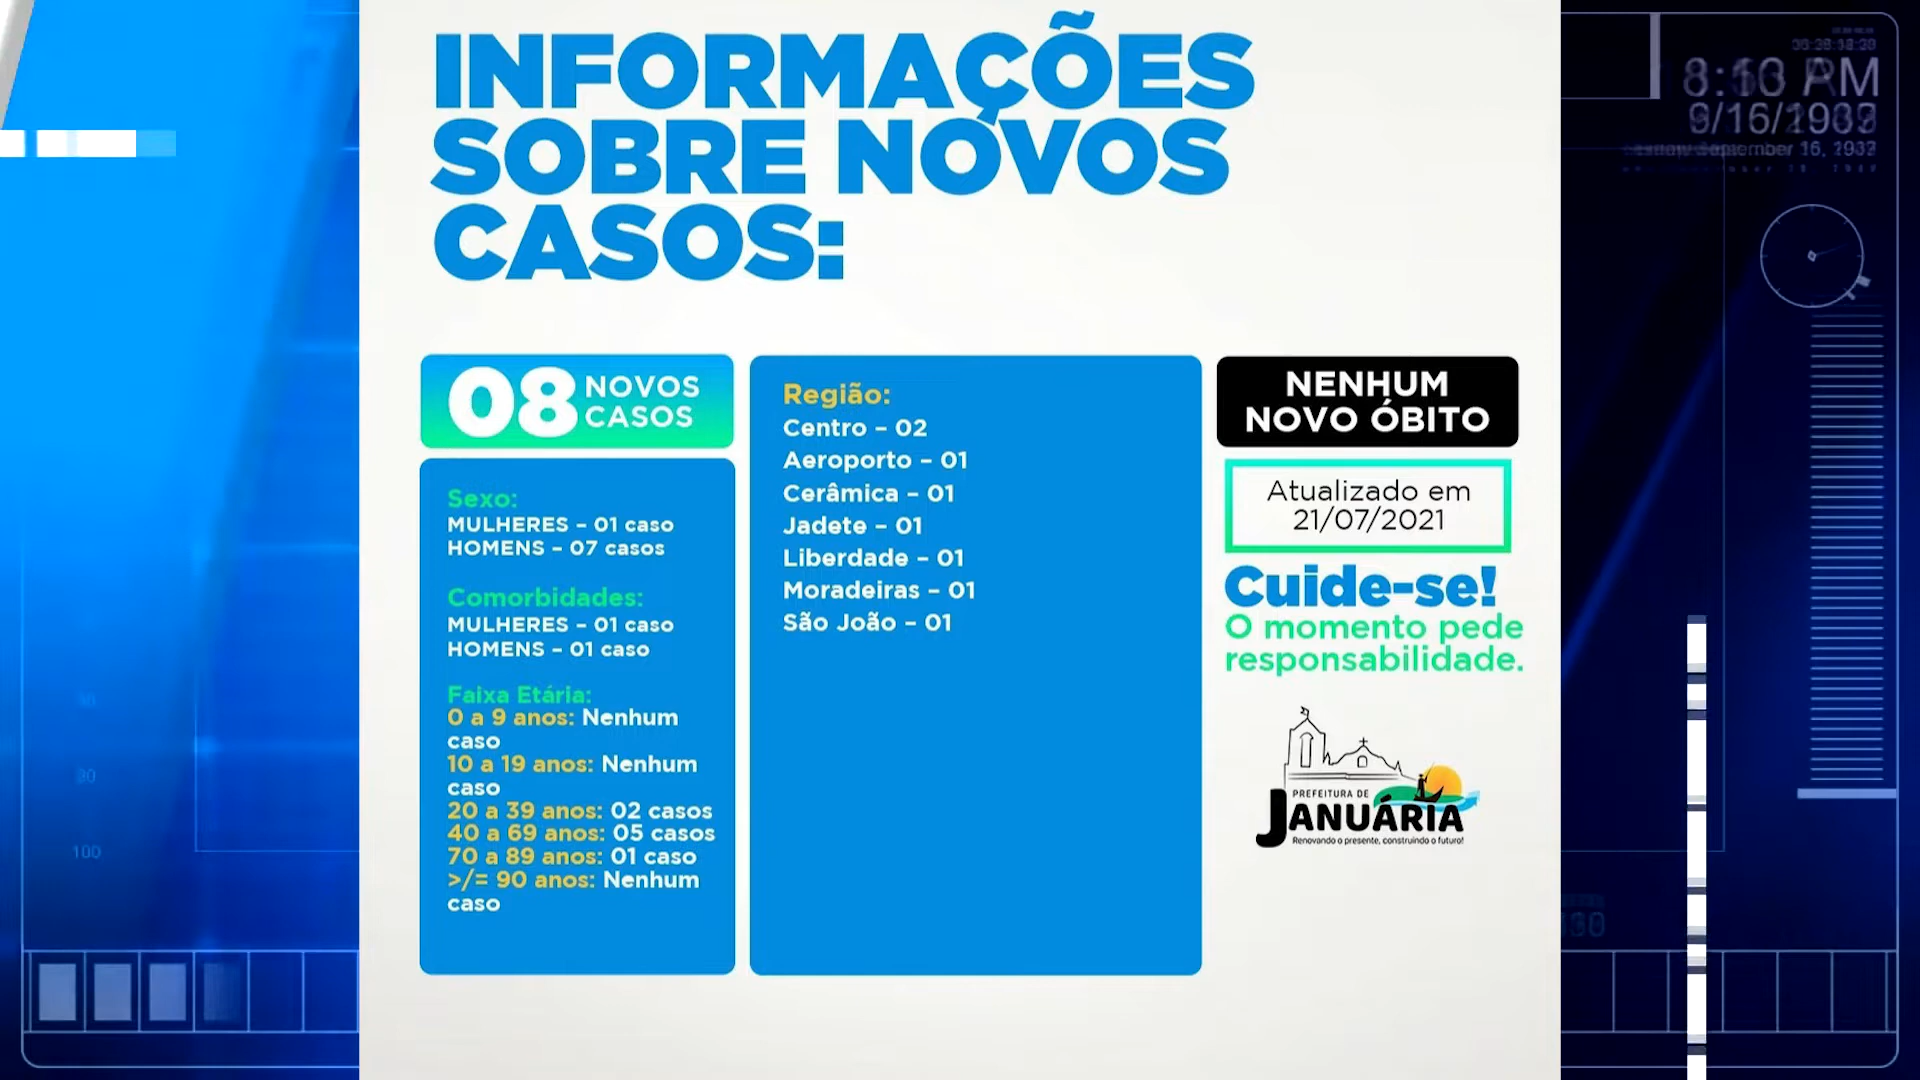 INFORMAÇÕES
SOBRE NOVOS
CASOS:
08 NOVOS
CASOS
Sexo:
MULHERES – 01 caso
HOMENS – 07 casos
Comorbidades:
MULHERES – 01 caso
HOMENS – 01 caso
Faixa Etária:
0 a 9 anos: Nenhum
caso
10 a 19 anos: Nenhum
caso
20 a 39 anos: 02 casos
40 a 69 anos: 05 casos
70 a 89 anos: 01 caso
>/= 90 anos: Nenhum
caso
Região:
Centro – 02
Aeroporto – 01
Cerâmica – 01
Jadete – 01
Liberdade – 01
Moradeiras – 01
São João – 01
NENHUM
NOVO ÓBITO
Atualizado em
21/07/2021
Cuide-se!
O momento pede
responsabilidade.
PREFEITURA DE
JANUÁRIA
Renovando o presente, construindo o futuro!
100